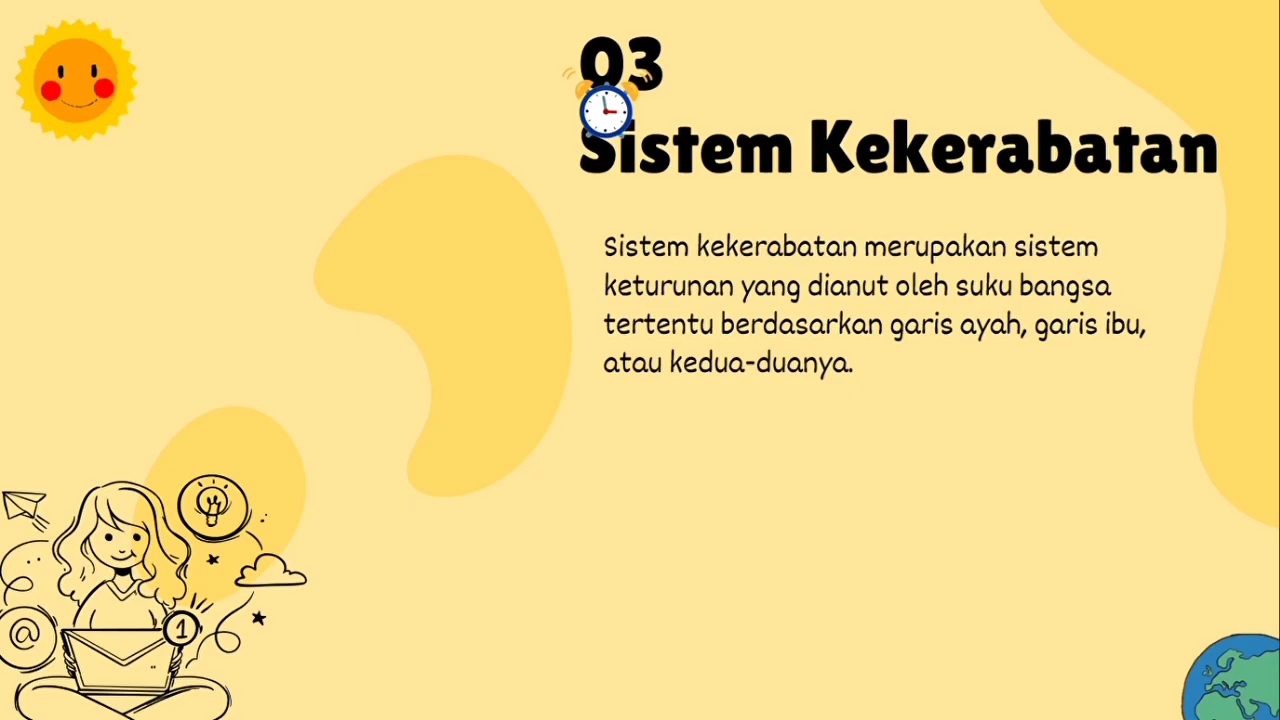 03
Sistem Kekerabatan
Sistem kekerabatan merupakan sistem
keturunan yang dianut oleh suku bangsa
tertentu berdasarkan garis ayah, garis ibu,
atau kedua-duanya.
@
1